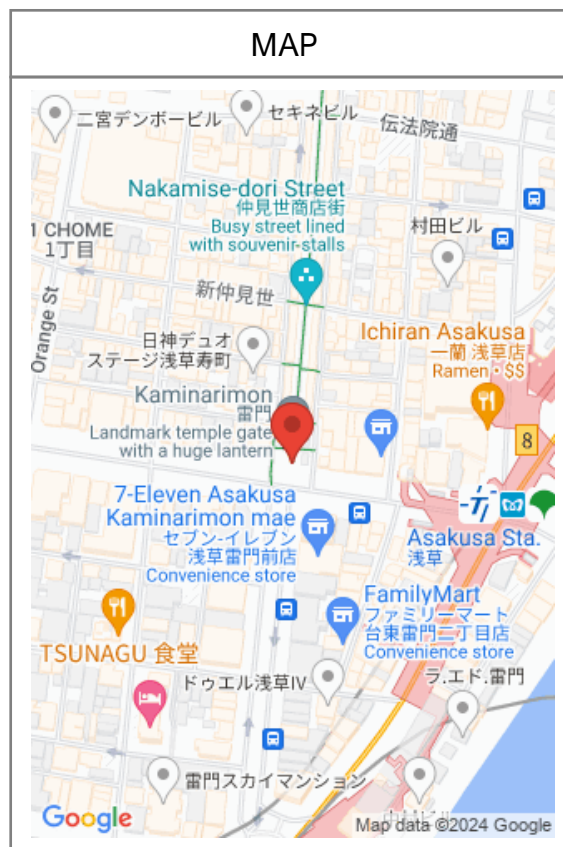 MAP
二宮デンボービル
セキネビル
伝法院通
Nakamise-dori Street
仲見世商店街
Busy street lined
with souvenir stalls
村田ビル
1 CHOME
1丁目
新仲見世
Orange St
日神デュオ
ステージ浅草寿町
Ichiran Asakusa
一蘭 浅草店
Ramen・$$
Kaminarimon
雷門
Landmark temple gate
with a huge lantern
8
7-Eleven Asakusa
Kaminarimon mae
セブン-イレブン
浅草雷門前店
Convenience store
Asakusa Sta.
浅草
FamilyMart
ファミリーマート
台東雷門二丁目店
Convenience store
TSUNAGU 食堂
ドゥエル浅草IV
ラ.エド.雷門
雷門スカイマンション
Google
Map data ©2024 Google